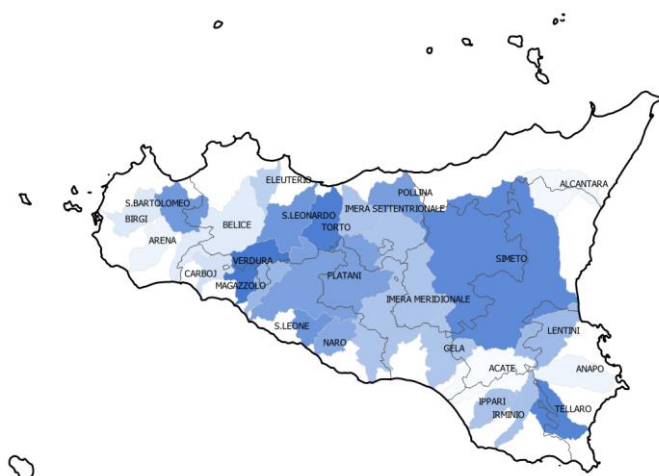 ALCANTARA
ELEUTERIO
POLLINA
S.BARTOLOMEO
IMERA SETTENTRIONALE
S.LEONARDO
BIRGI
BELICE
TORTO
ARENA
SIMETO
VERDURA
CARBOJ
PLATANI
MAGAZZOLO
IMERA MERIDIONALE
S.LEONE
LENTINI
NARO
GELA
ACATE
ANAPO
IPPARI
TELLARO
IRMINIO